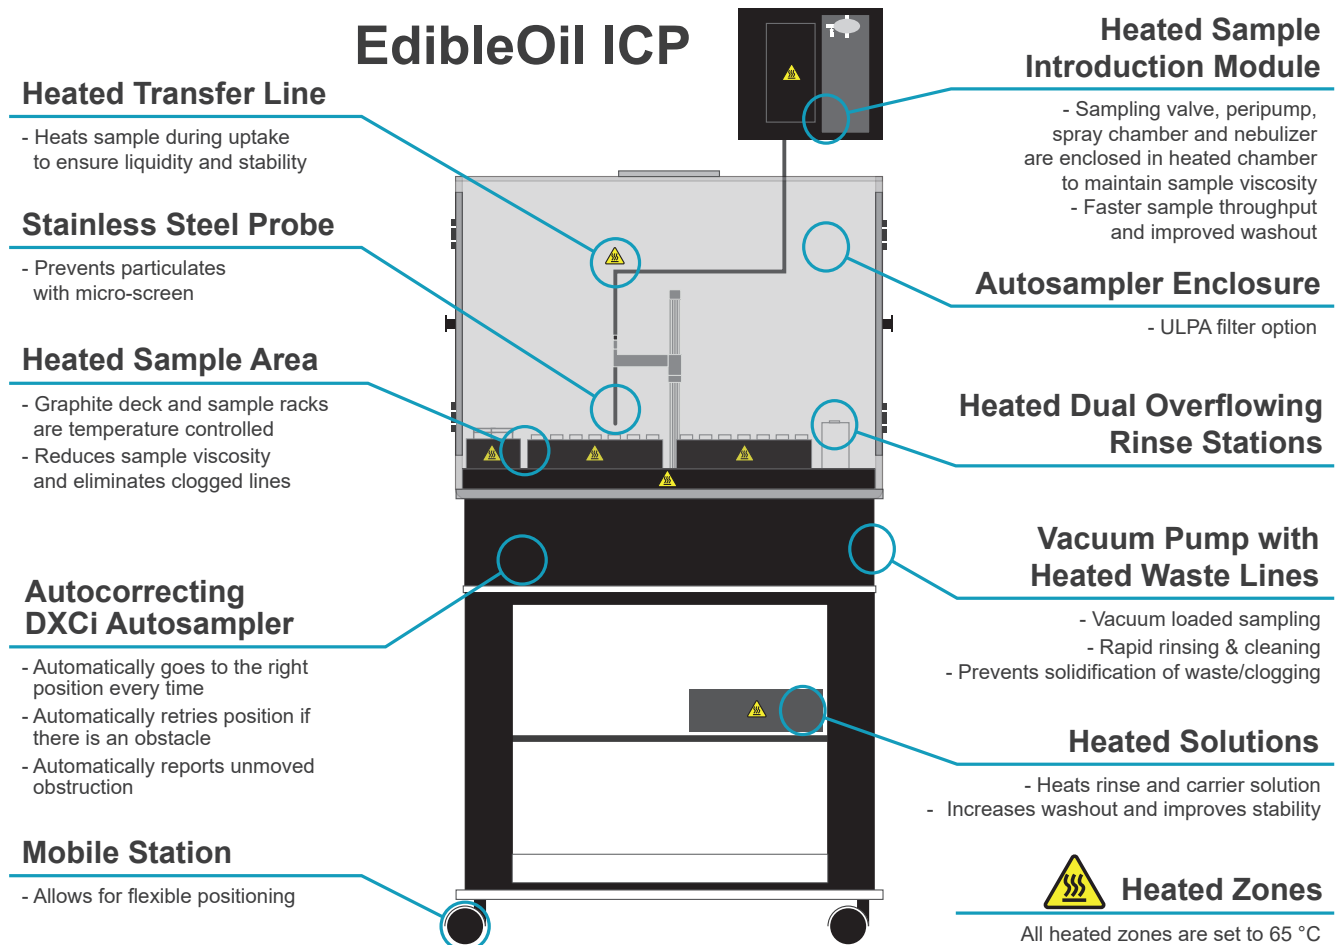 EdibleOil ICP
Heated Transfer Line
- Heats sample during uptake
to ensure liquidity and stability
Stainless Steel Probe
- Prevents particulates
with micro-screen
Heated Sample Area
- Graphite deck and sample racks
are temperature controlled
- Reduces sample viscosity
and eliminates clogged lines
Autocorrecting
DXCi Autosampler
- Automatically goes to the right
position every time
- Automatically retries position if
there is an obstacle
- Automatically reports unmoved
obstruction
Mobile Station
- Allows for flexible positioning
Heated Sample
Introduction Module
- Sampling valve, peripump,
spray chamber and nebulizer
are enclosed in heated chamber
to maintain sample viscosity
- Faster sample throughput
and improved washout
Autosampler Enclosure
- ULPA filter option
Heated Dual Overflowing
Rinse Stations
Vacuum Pump with
Heated Waste Lines
- Vacuum loaded sampling
- Rapid rinsing & cleaning
- Prevents solidification of waste/clogging
Heated Solutions
- Heats rinse and carrier solution
- Increases washout and improves stability
Heated Zones
All heated zones are set to 65 °C